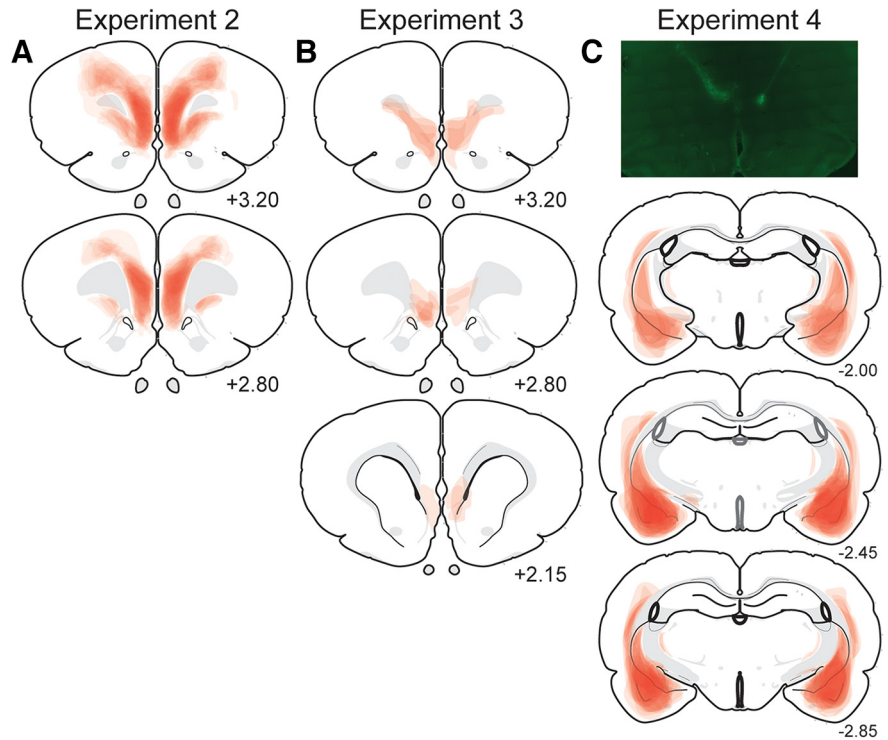 Experiment 2
A
+3.20
+2.80
Experiment 3
B
+3.20
+2.80
+2.15
Experiment 4
C
-2.00
-2.45
-2.85